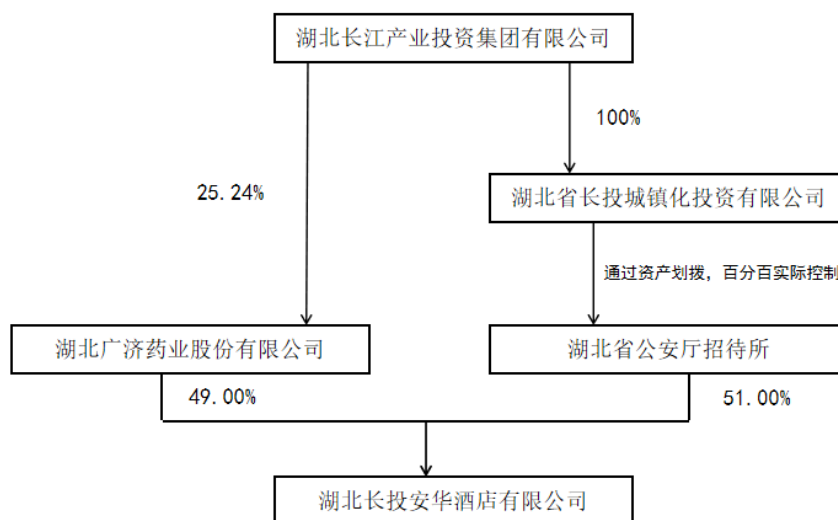 湖北长江产业投资集团有限公司
100%
25.24%
湖北省长投城镇化投资有限公司
通过资产划拨，百分百实际控制
湖北广济药业股份有限公司
湖北省公安厅招待所
49.00%
51.00%
湖北长投安华酒店有限公司